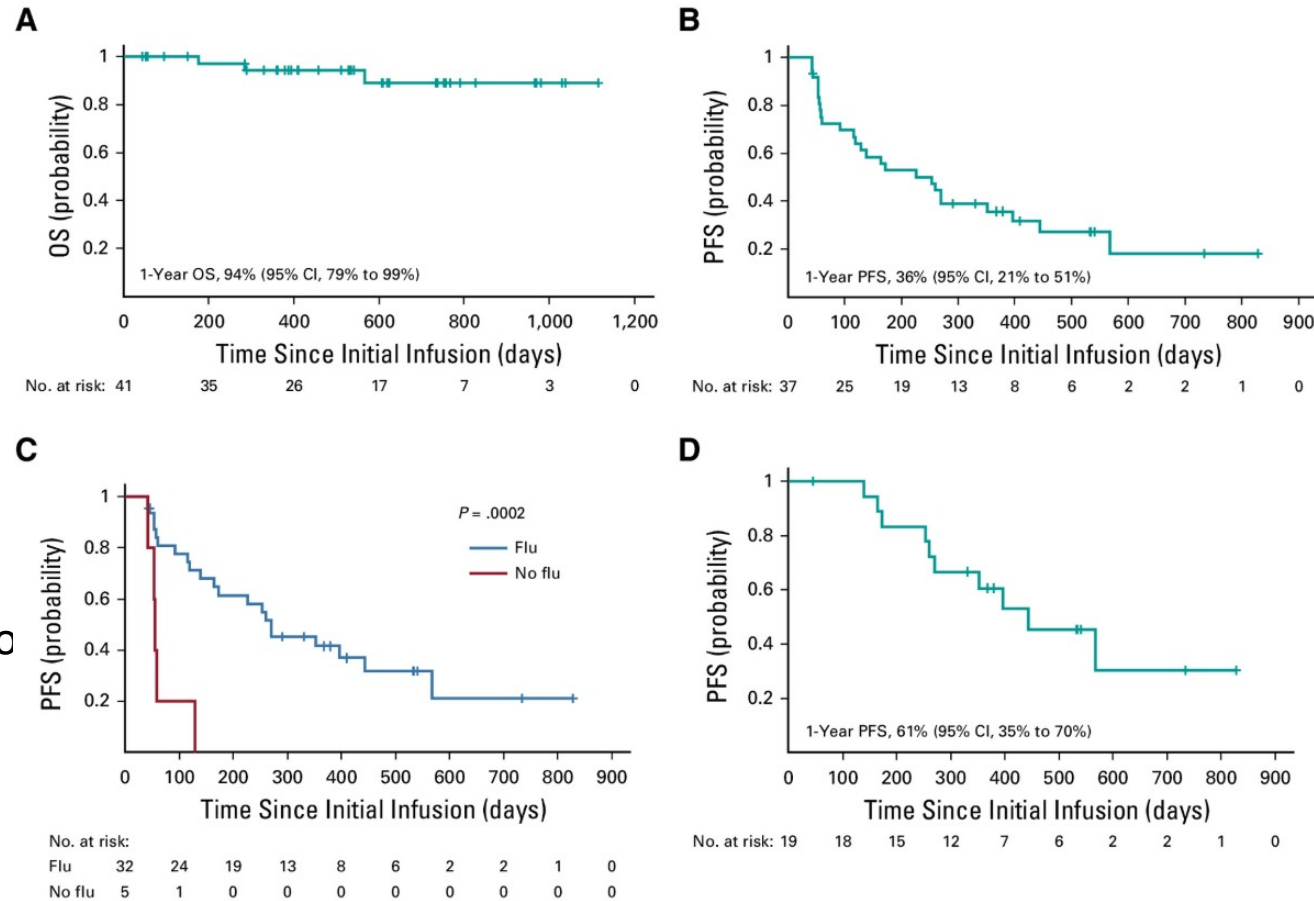 A
OS (probability)
1
0.8
0.6
0.4
0.2
1-Year OS, 94% (95% CI, 79% to 99%)
0 200 400 600 800 1,000 1,200
Time Since Initial Infusion (days)
No. at risk: 41 35 26 17 7 3 0
B
PFS (probability)
1
0.8
0.6
0.4
0.2
1-Year PFS, 36% (95% CI, 21% to 51%)
0 100 200 300 400 500 600 700 800 900
Time Since Initial Infusion (days)
No. at risk: 37 25 19 13 8 6 2 2 1 0
C
PFS (probability)
1
0.8
0.6
0.4
0.2
P = .0002
Flu
No flu
0 100 200 300 400 500 600 700 800 900
Time Since Initial Infusion (days)
No. at risk:
Flu 32 24 19 13 8 6 2 2 1 0
No flu 5 1 0 0 0 0 0 0 0 0
D
PFS (probability)
1
0.8
0.6
0.4
0.2
1-Year PFS, 61% (95% CI, 35% to 70%)
0 100 200 300 400 500 600 700 800 900
Time Since Initial Infusion (days)
No. at risk: 19 18 15 12 7 6 2 2 1 0